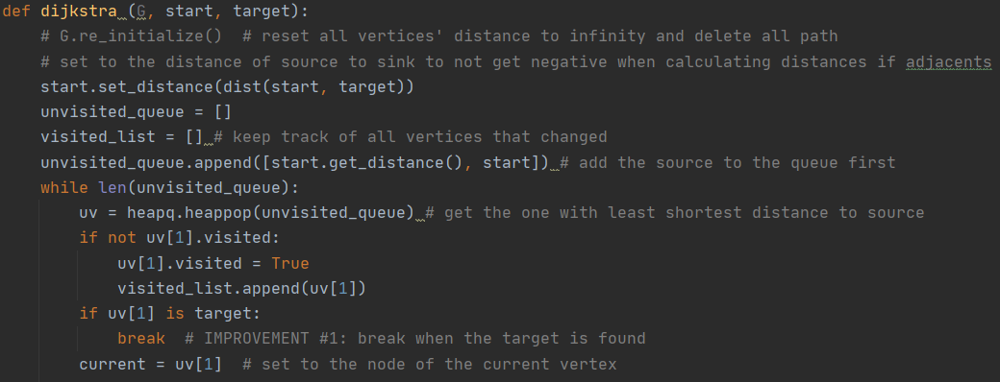 def dijkstra (G, start, target):
    # G.re_initialize()  # reset all vertices' distance to infinity and delete all path
    # set to the distance of source to sink to not get negative when calculating distances if adjacents
    start.set_distance(dist(start, target))
    unvisited_queue = []
    visited_list = [] # keep track of all vertices that changed
    unvisited_queue.append([start.get_distance(), start]) # add the source to the queue first
    while len(unvisited_queue):
        uv = heapq.heappop(unvisited_queue) # get the one with least shortest distance to source
        if not uv[1].visited:
            uv[1].visited = True
            visited_list.append(uv[1])
        if uv[1] is target:
            break  # IMPROVEMENT #1: break when the target is found
        current = uv[1]  # set to the node of the current vertex